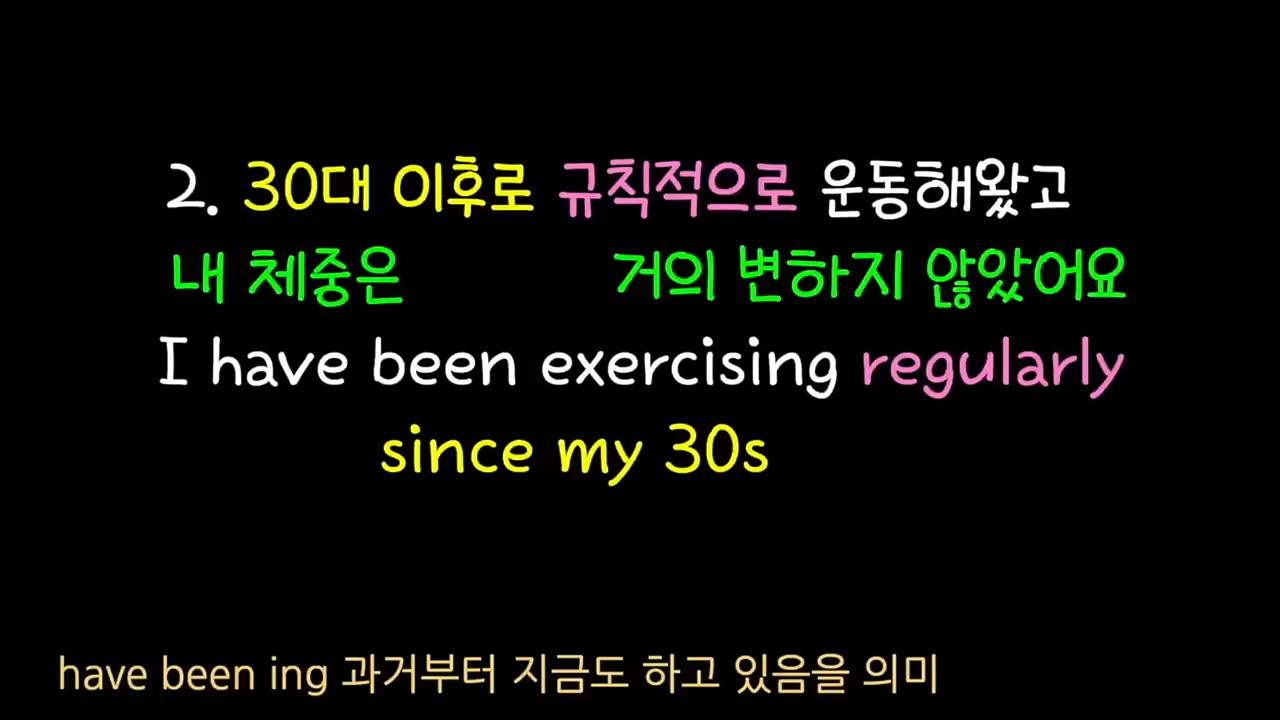 2. 30대 이후로 규칙적으로 운동해왔고
내 체중은 거의 변하지 않았어요
I have been exercising regularly
since my 30s
have been ing 과거부터 지금도 하고 있음을 의미